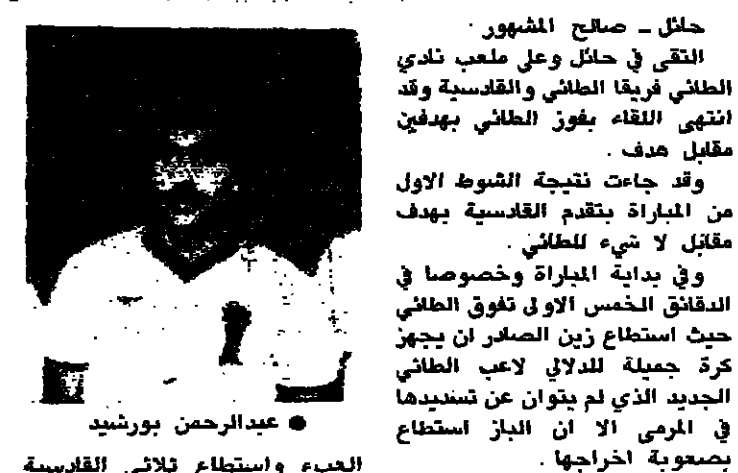 حائل ـ صالح المشهور .
التقى في حائل وعلى ملعب نادي
الطائي فريقا الطائي والقادسية وقد
انتهى اللقاء بفوز الطائي بهدفين
مقابل هدف .
وقد جاءت نتيجة الشوط الاول
من المباراة بتقدم القادسية بهدف
مقابل لا شيء للطائي .
وفي بداية المباراة وخصوصا في
الدقائق الخمس الاولى تفوق الطائي
حيث استطاع زين الصادر ان يجهز
كرة جميلة للدلالي لاعب الطائي
الجديد الذي لم يتوان عن تسديدها
في المرمى الا ان الباز استطاع
بصعوبة اخراجها .
● عبدالرحمن بورشيد
واستطاع ثلاثي القادسية